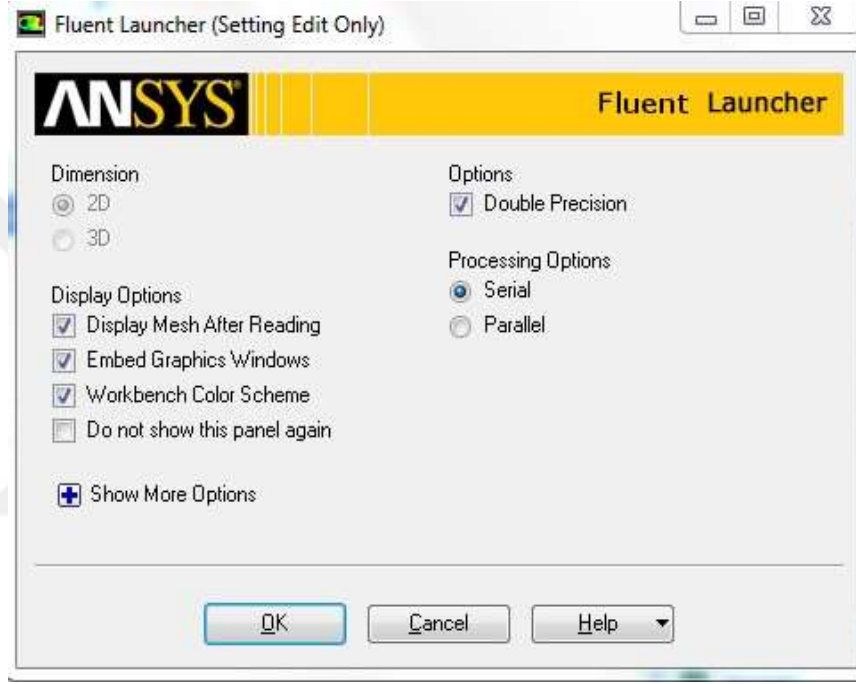 Fluent Launcher (Setting Edit Only)
ANSYS
Fluent Launcher
Dimension
2D
3D
Display Options
Display Mesh After Reading
Embed Graphics Windows
Workbench Color Scheme
Do not show this panel again
Show More Options
Options
Double Precision
Processing Options
Serial
Parallel
OK
Cancel
Help